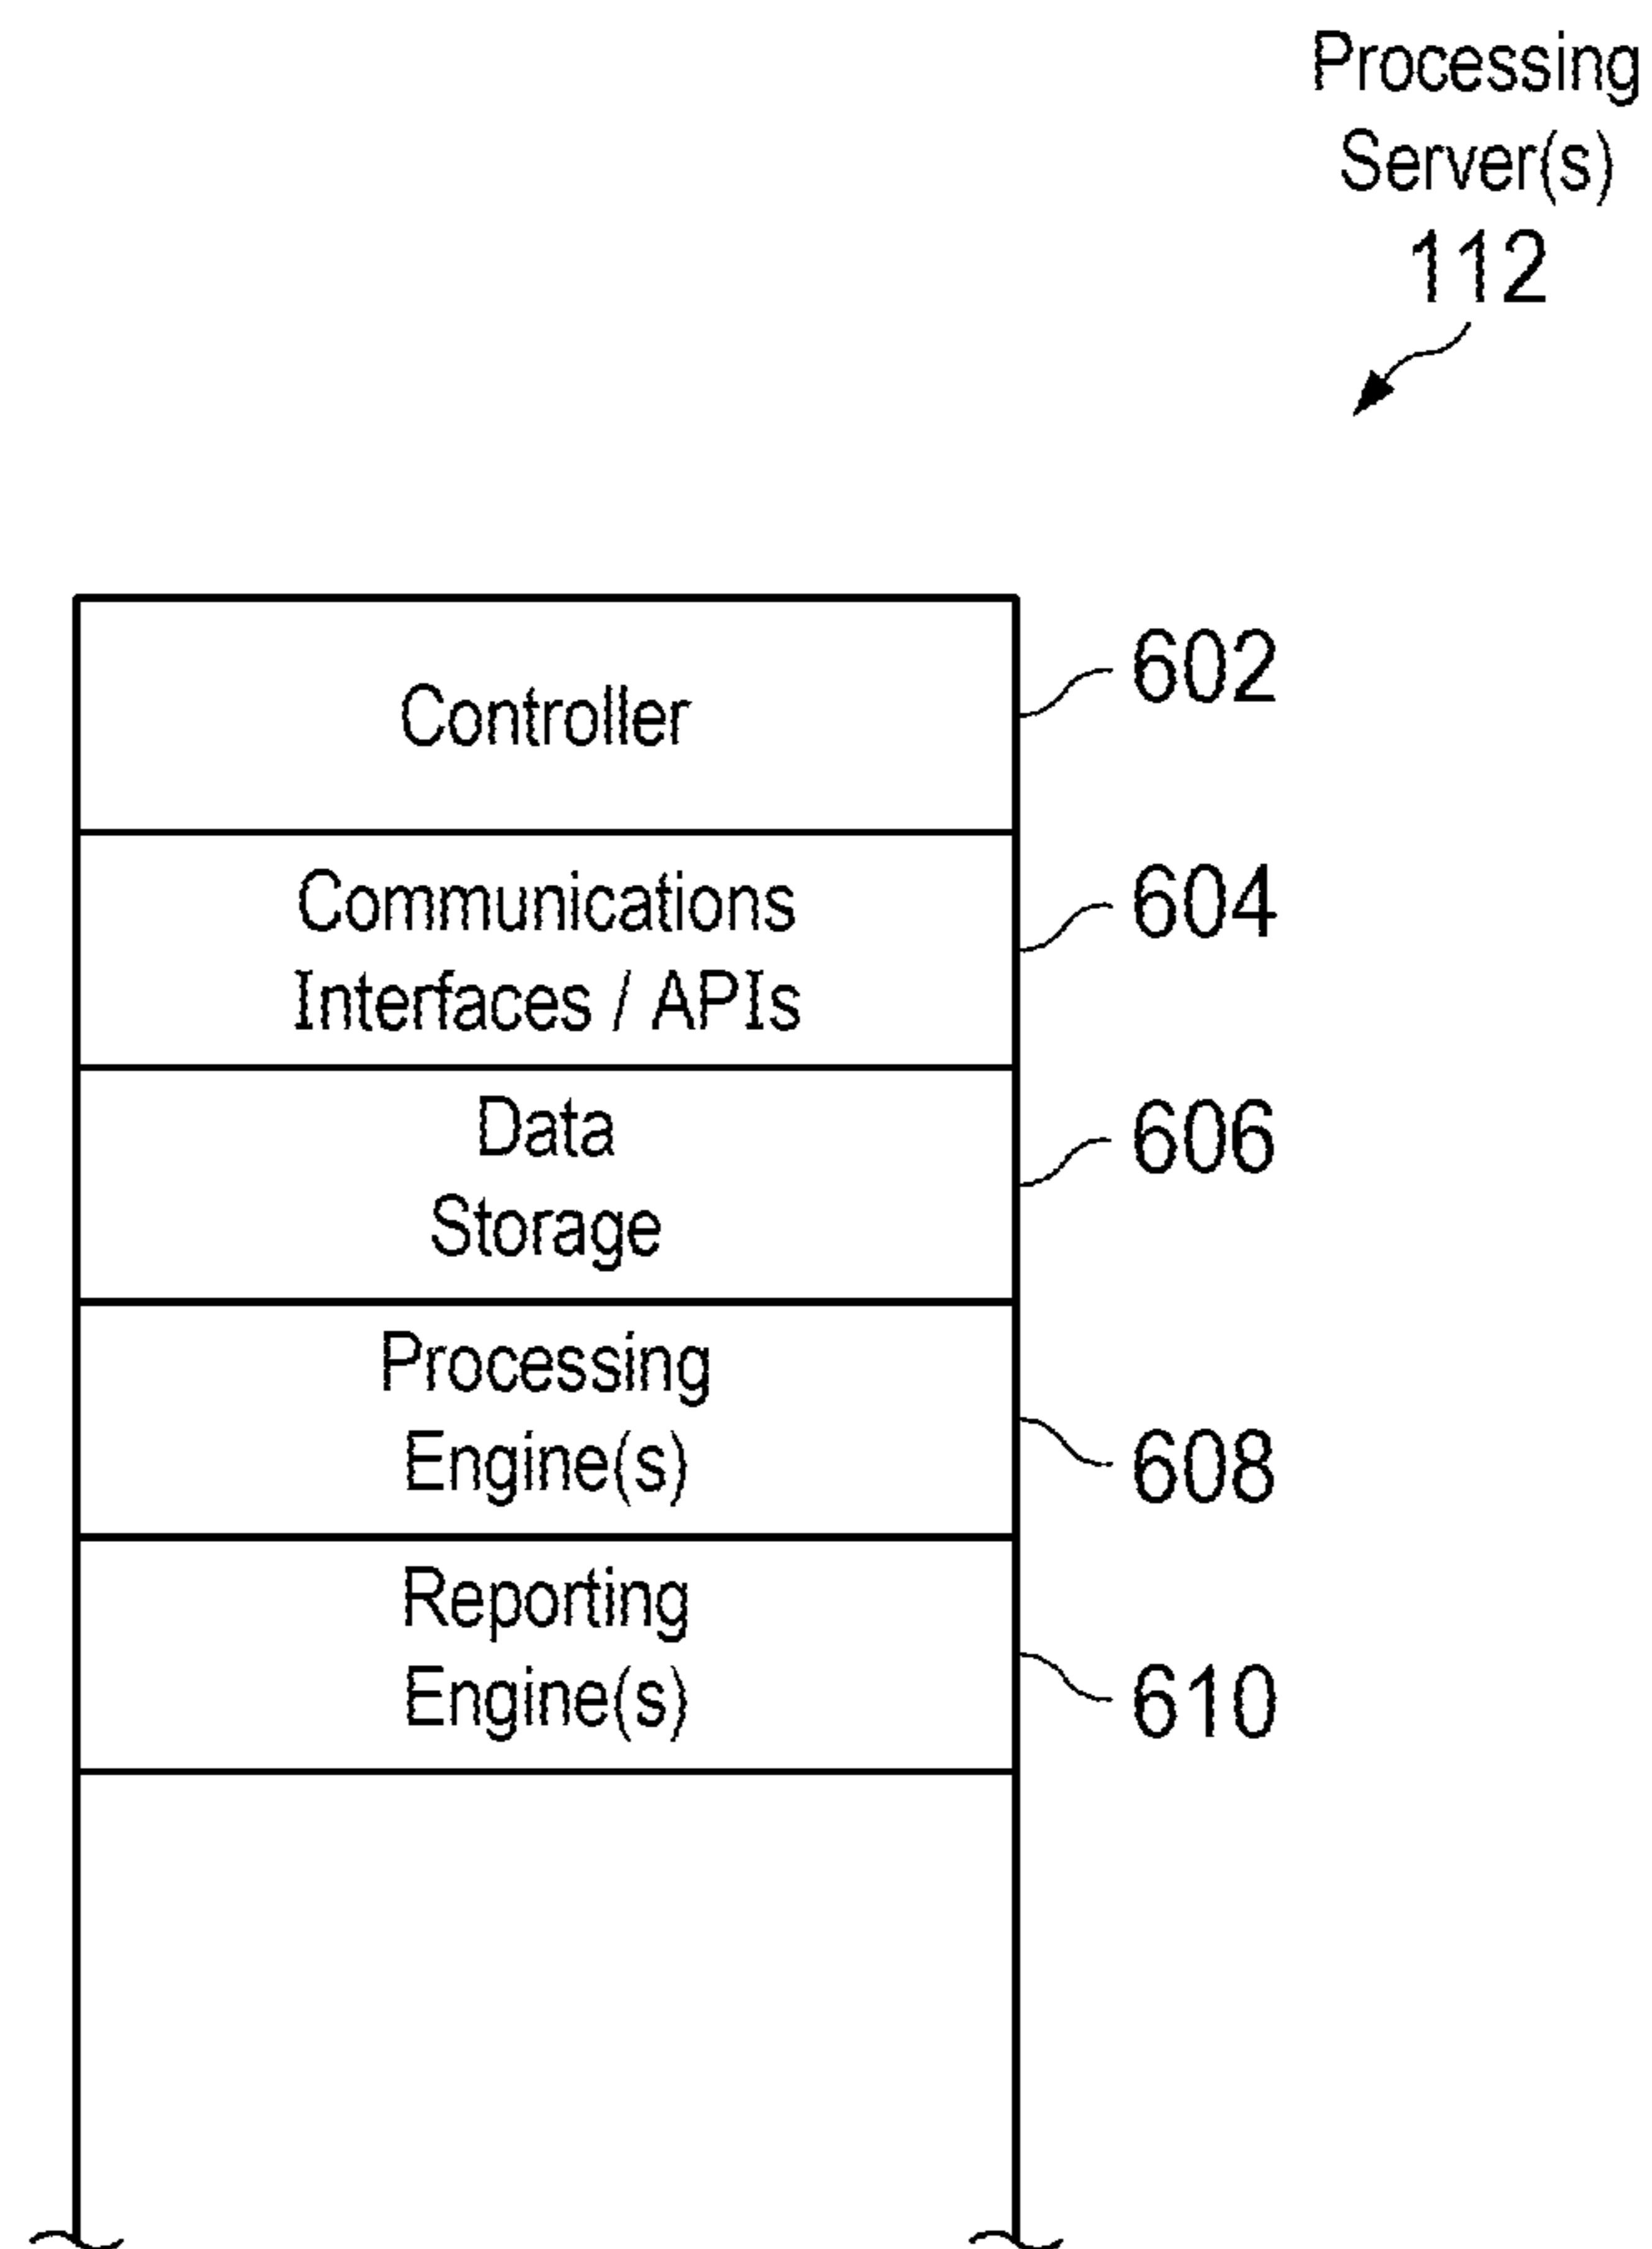 Processing
Server(s)
112
Controller
602
Communications
Interfaces / APIs
604
Data
Storage
606
Processing
Engine(s)
608
Reporting
Engine(s)
610